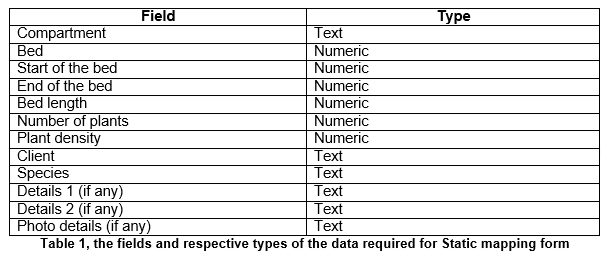 Field Type
Compartment Text
Bed Numeric
Start of the bed Numeric
End of the bed Numeric
Bed length Numeric
Number of plants Numeric
Plant density Numeric
Client Text
Species Text
Details 1 (if any) Text
Details 2 (if any) Text
Photo details (if any) Text
Table 1, the fields and respective types of the data required for Static mapping form